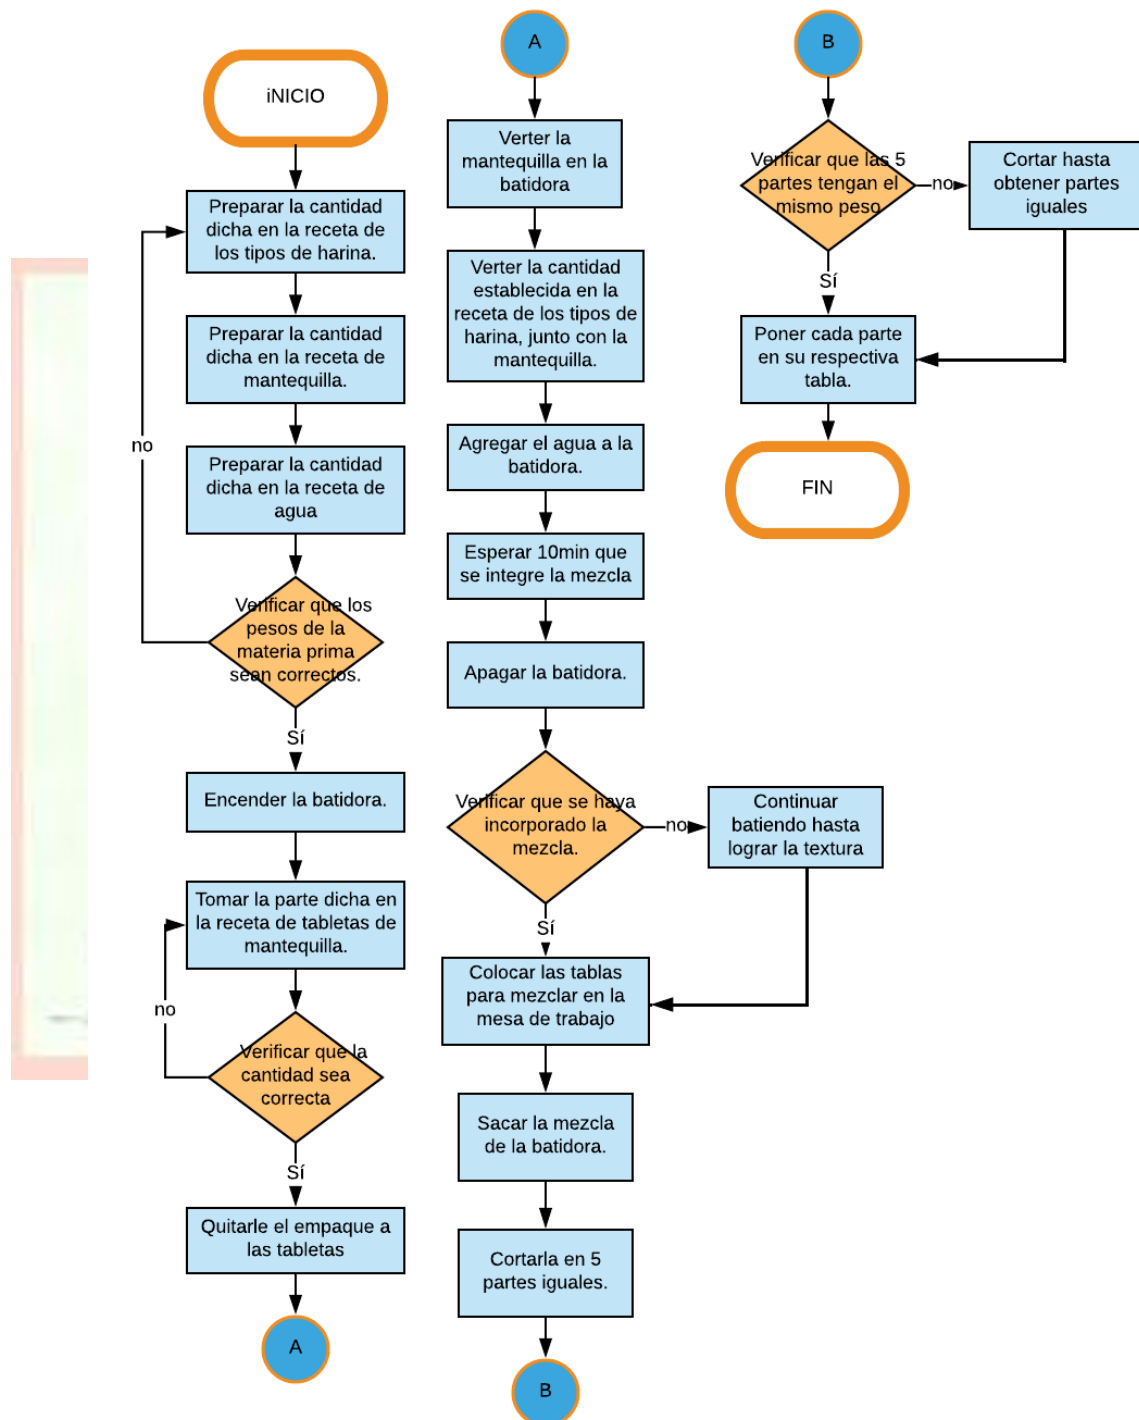 iNICIO
Preparar la cantidad
dicha en la receta de
los tipos de harina.
Preparar la cantidad
dicha en la receta de
mantequilla.
no
Preparar la cantidad
dicha en la receta de
agua
Verificar que los
pesos de la
materia prima
sean correctos.
Sí
Encender la batidora.
Tomar la parte dicha en
la receta de tabletas de
mantequilla.
no
Verificar que la
cantidad sea
correcta
Sí
Quitarle el empaque a
las tabletas
A
A
Verter la
mantequilla en la
batidora
Verter la cantidad
establecida en la
receta de los tipos de
harina, junto con la
mantequilla.
Agregar el agua a la
batidora.
Esperar 10min que
se integre la mezcla
Apagar la batidora.
Verificar que se haya
incorporado la
mezcla.
no
Continuar
batiendo hasta
lograr la textura
Sí
Colocar las tablas
para mezclar en la
mesa de trabajo
Sacar la mezcla
de la batidora.
Cortarla en 5
partes iguales.
B
B
Verificar que las 5
partes tengan el
mismo peso
no
Cortar hasta
obtener partes
iguales
Sí
Poner cada parte
en su respectiva
tabla.
FIN